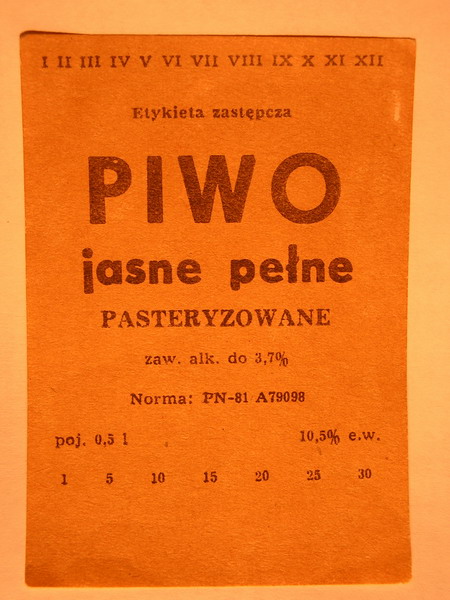 I II III IV V VI VII VIII IX X XI XII
Etykieta zastępcza
PIWO
jasne pełne
PASTERYZOWANE
zaw. alk. do 3,7%
Norma: PN-81 A79098
poj. 0,5 l 10,5% e.w.
1 5 10 15 20 25 30